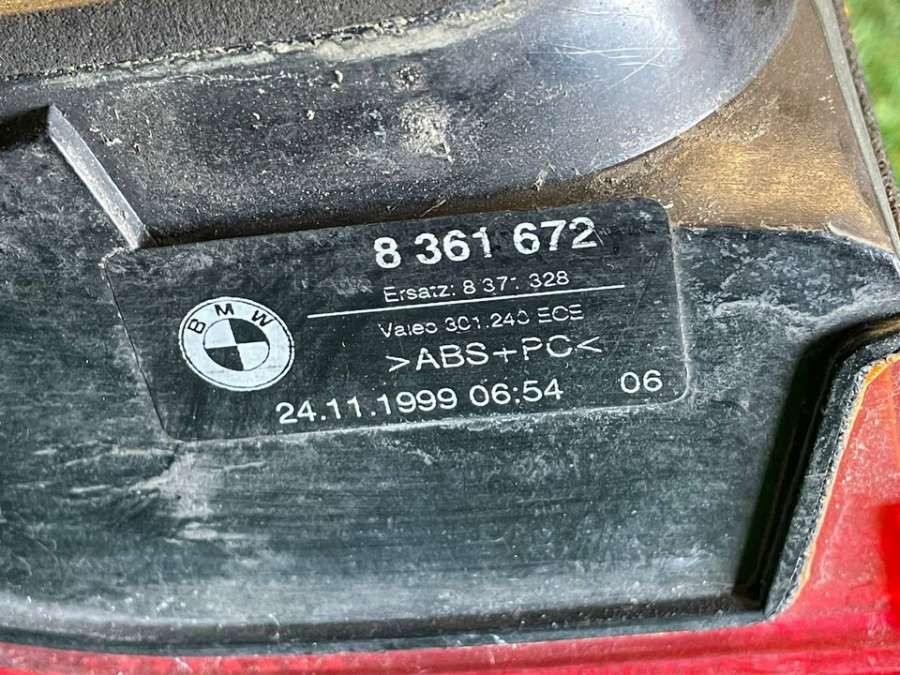 8 361 672
Ersatz: 8 371 328
BMW
Valeo 301.240 ECE
>ABS+PC<
24.11.1999 06:54 06